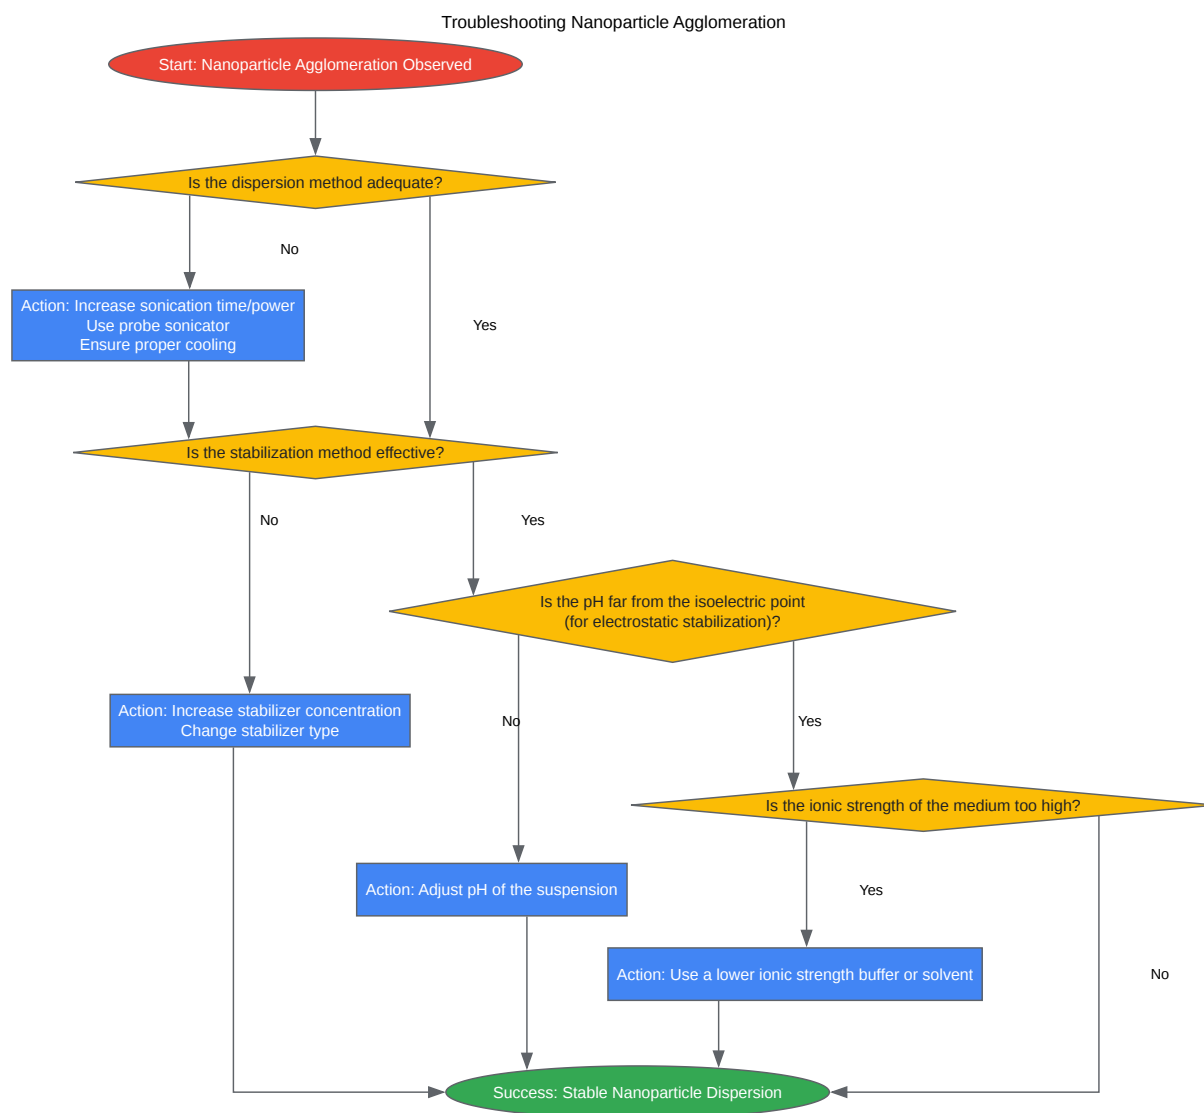 Troubleshooting Nanoparticle Agglomeration
Start: Nanoparticle Agglomeration Observed
Is the dispersion method adequate?
No
Action: Increase sonication time/power
Use probe sonicator
Ensure proper cooling
Yes
Is the stabilization method effective?
No
Yes
Is the pH far from the isoelectric point
(for electrostatic stabilization)?
Action: Increase stabilizer concentration
Change stabilizer type
No
Yes
Is the ionic strength of the medium too high?
Action: Adjust pH of the suspension
Yes
Action: Use a lower ionic strength buffer or solvent
No
Success: Stable Nanoparticle Dispersion